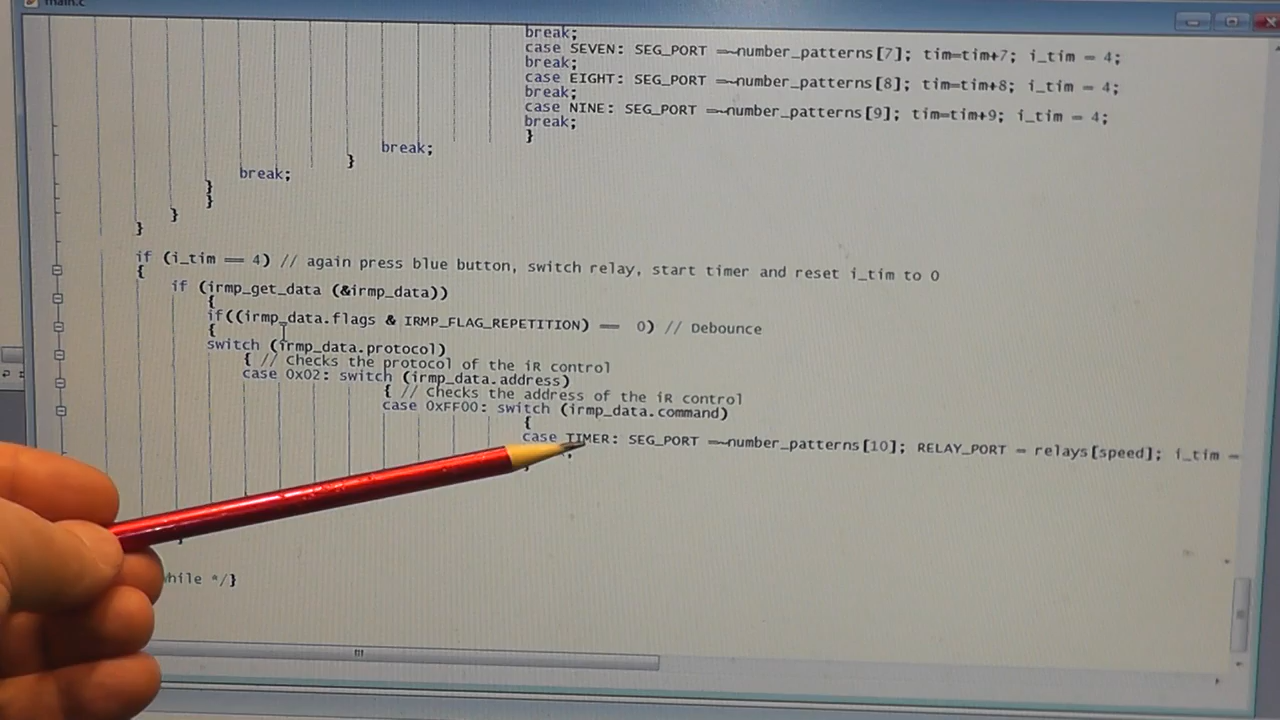 main.c
break;
case SEVEN: SEG_PORT =~number_patterns[7]; tim=tim+7; i_tim = 4;
break;
case EIGHT: SEG_PORT =~number_patterns[8]; tim=tim+8; i_tim = 4;
break;
case NINE: SEG_PORT =~number_patterns[9]; tim=tim+9; i_tim = 4;
break;
}
break;
}
break;
}
}
}
}
if (i_tim == 4) // again press blue button, switch relay, start timer and reset i_tim to 0
{
if (irmp_get_data (&irmp_data))
{
if((irmp_data.flags & IRMP_FLAG_REPETITION) == 0) // Debounce
{
switch (irmp_data.protocol)
{ // Checks the protocol of the iR control
case 0x02: switch (irmp_data.address)
{ // Checks the address of the iR control
case 0xFF00: switch (irmp_data.command)
{
case TIMER: SEG_PORT =~number_patterns[10]; RELAY_PORT = relays[speed]; i_tim =
hile */}